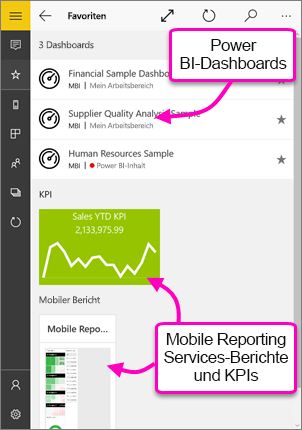 Favoriten
3 Dashboards
Power
BI-Dashboards
Financial Sample Dashbo
MBI | Mein Arbeitsbereich
Supplier Quality Analysis Sample
MBI | Mein Arbeitsbereich
Human Resources Sample
MBI | Power BI-Inhalt
KPI
Sales YTD KPI
2,133,975.99
Mobiler Bericht
Mobile Repo...
Mobile Reporting
Services-Berichte
und KPIs